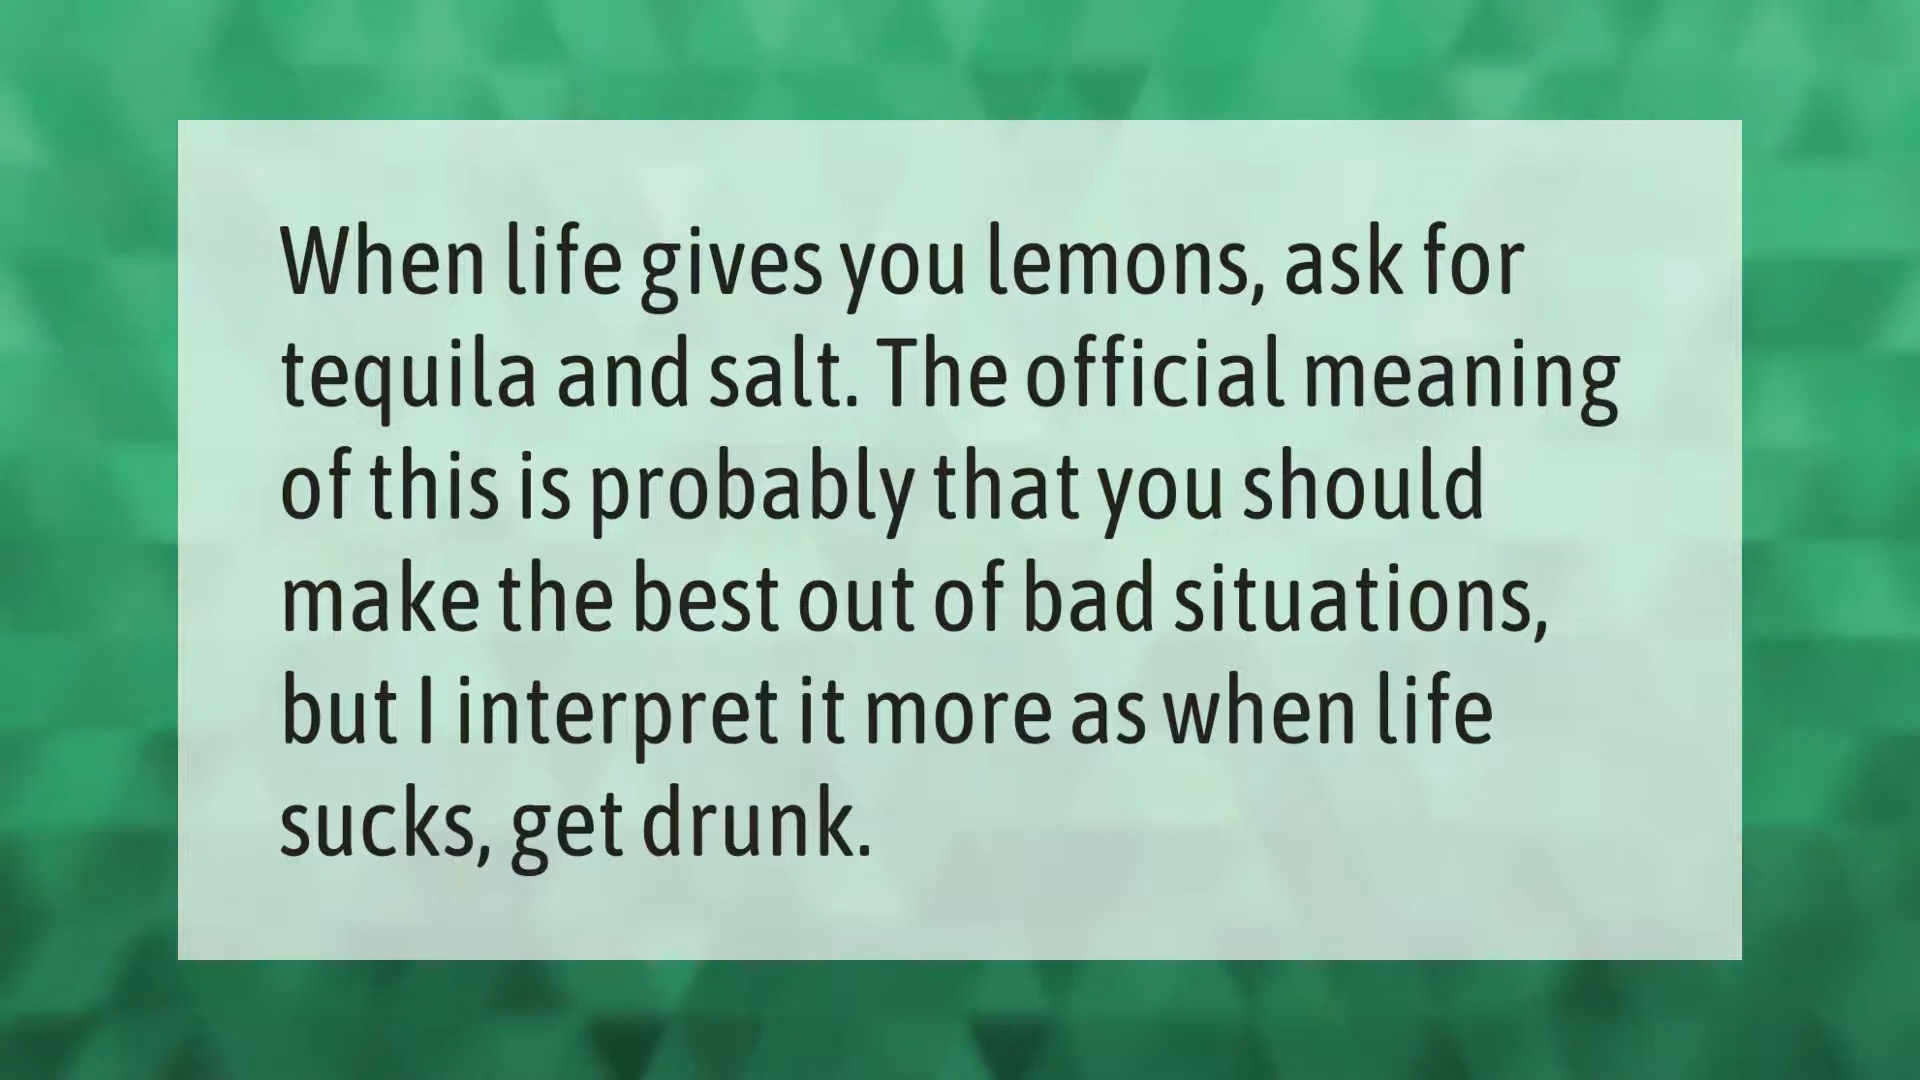 When life gives you lemons, ask for
tequila and salt. The official meaning
of this is probably that you should
make the best out of bad situations,
but I interpret it more as when life
sucks, get drunk.